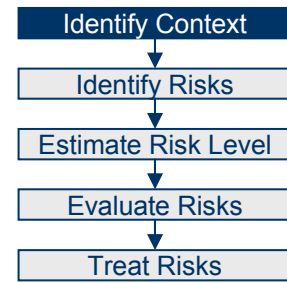 Identify Context
Identify Risks
Estimate Risk Level
Evaluate Risks
Treat Risks